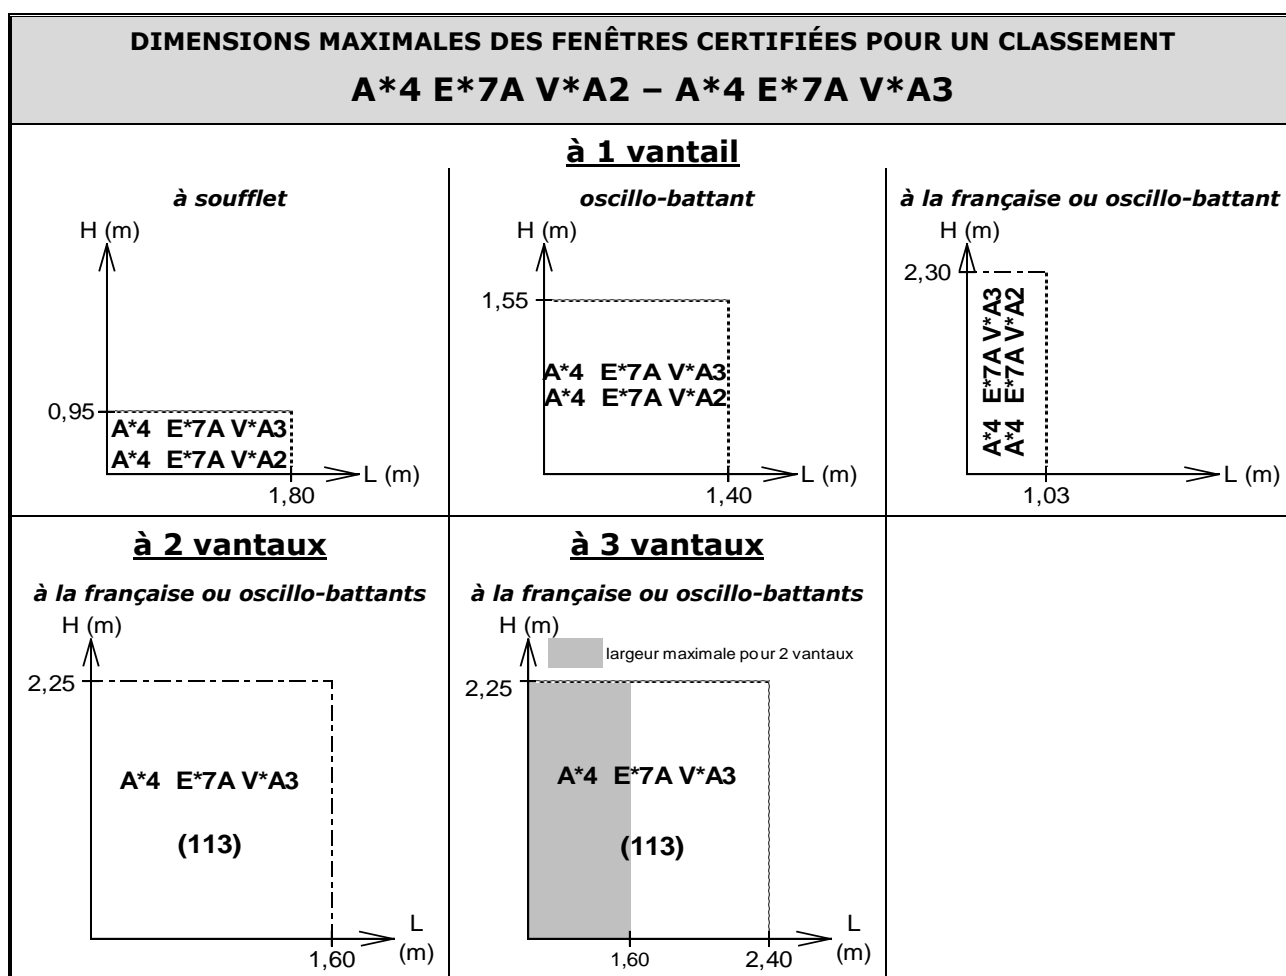 DIMENSIONS MAXIMALES DES FENÊTRES CERTIFIÉES POUR UN CLASSEMENT
A*4 E*7A V*A2 – A*4 E*7A V*A3
à 1 vantail
à soufflet
H (m)
0,95
A*4 E*7A V*A3
A*4 E*7A V*A2
L (m)
1,80
oscillo-battant
H (m)
1,55
A*4 E*7A V*A3
A*4 E*7A V*A2
L (m)
1,40
à la française ou oscillo-battant
H (m)
2,30
A*4 E*7A V*A3
A*4 E*7A V*A2
L (m)
1,03
à 2 vantaux
à la française ou oscillo-battants
H (m)
2,25
A*4 E*7A V*A3
(113)
L
(m)
1,60
à 3 vantaux
à la française ou oscillo-battants
H (m)
largeur maximale pour 2 vantaux
2,25
A*4 E*7A V*A3
(113)
L
(m)
1,60 2,40